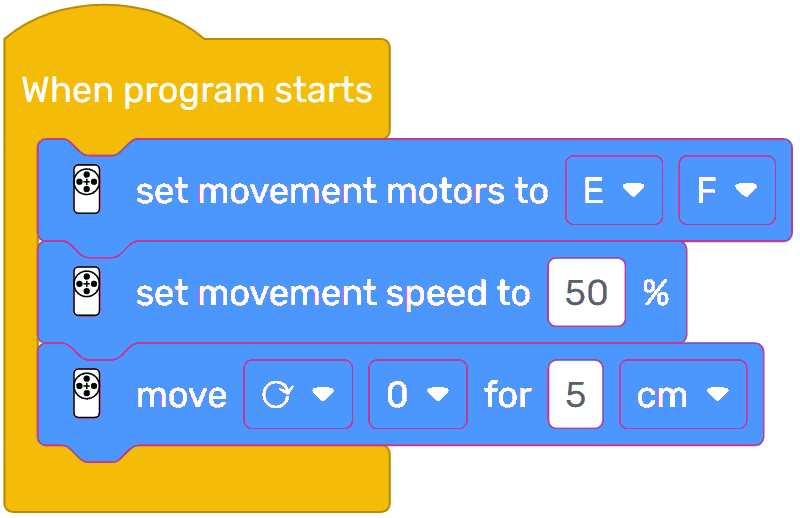 When program starts
set movement motors to E F
set movement speed to 50 %
move 0 for 5 cm